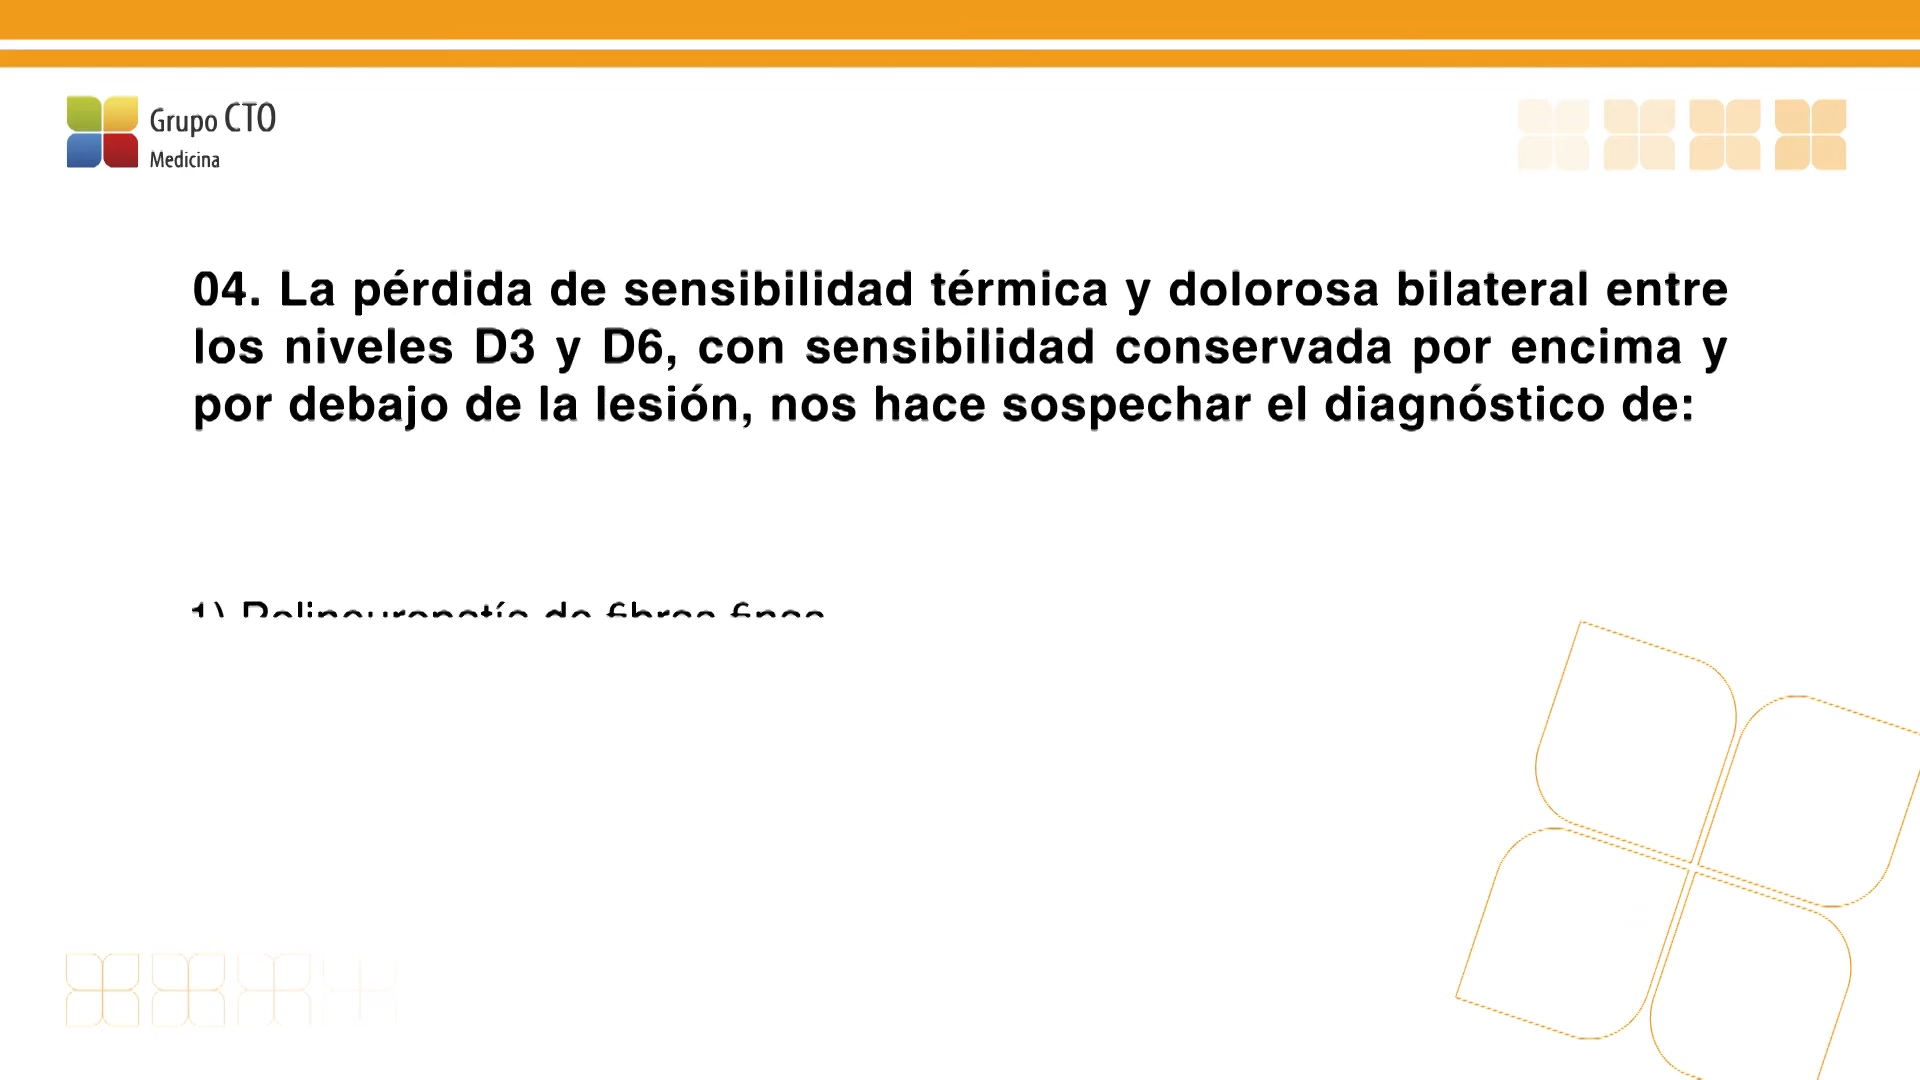 Grupo CTO
Medicina
04. La pérdida de sensibilidad térmica y dolorosa bilateral entre
los niveles D3 y D6, con sensibilidad conservada por encima y
por debajo de la lesión, nos hace sospechar el diagnóstico de:
1) Polineuropatía de fibras finas